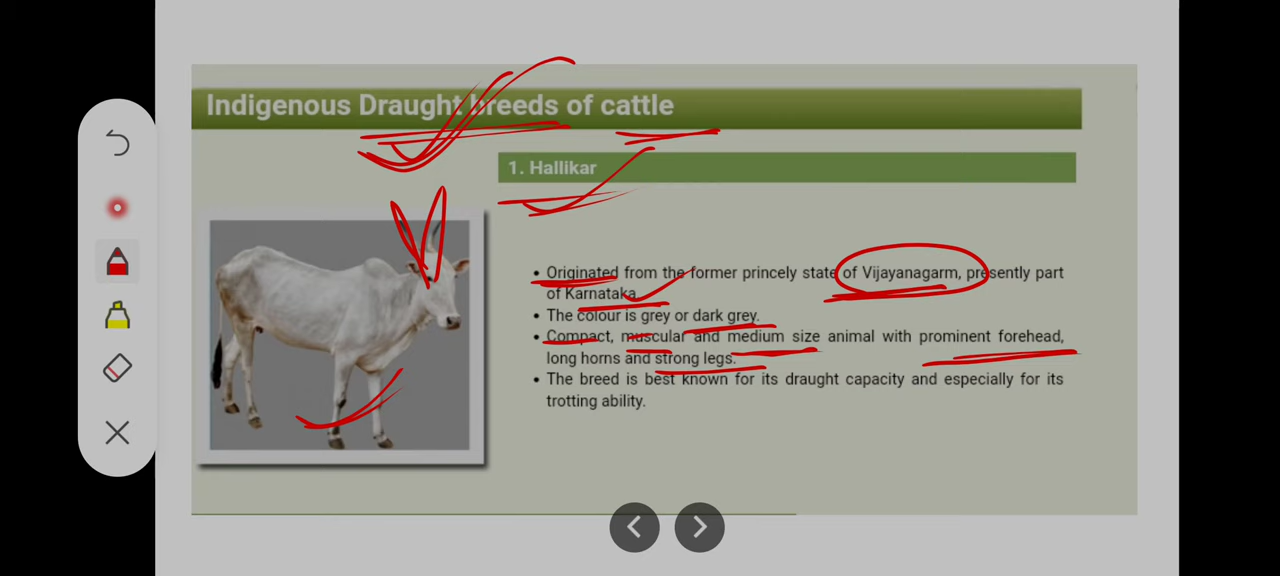 Indigenous Draught breeds of cattle
1. Hallikar
• Originated from the former princely state of Vijayanagarm, presently part
of Karnataka.
• The colour is grey or dark grey.
• Compact, muscular and medium size animal with prominent forehead,
long horns and strong legs.
• The breed is best known for its draught capacity and especially for its
trotting ability.